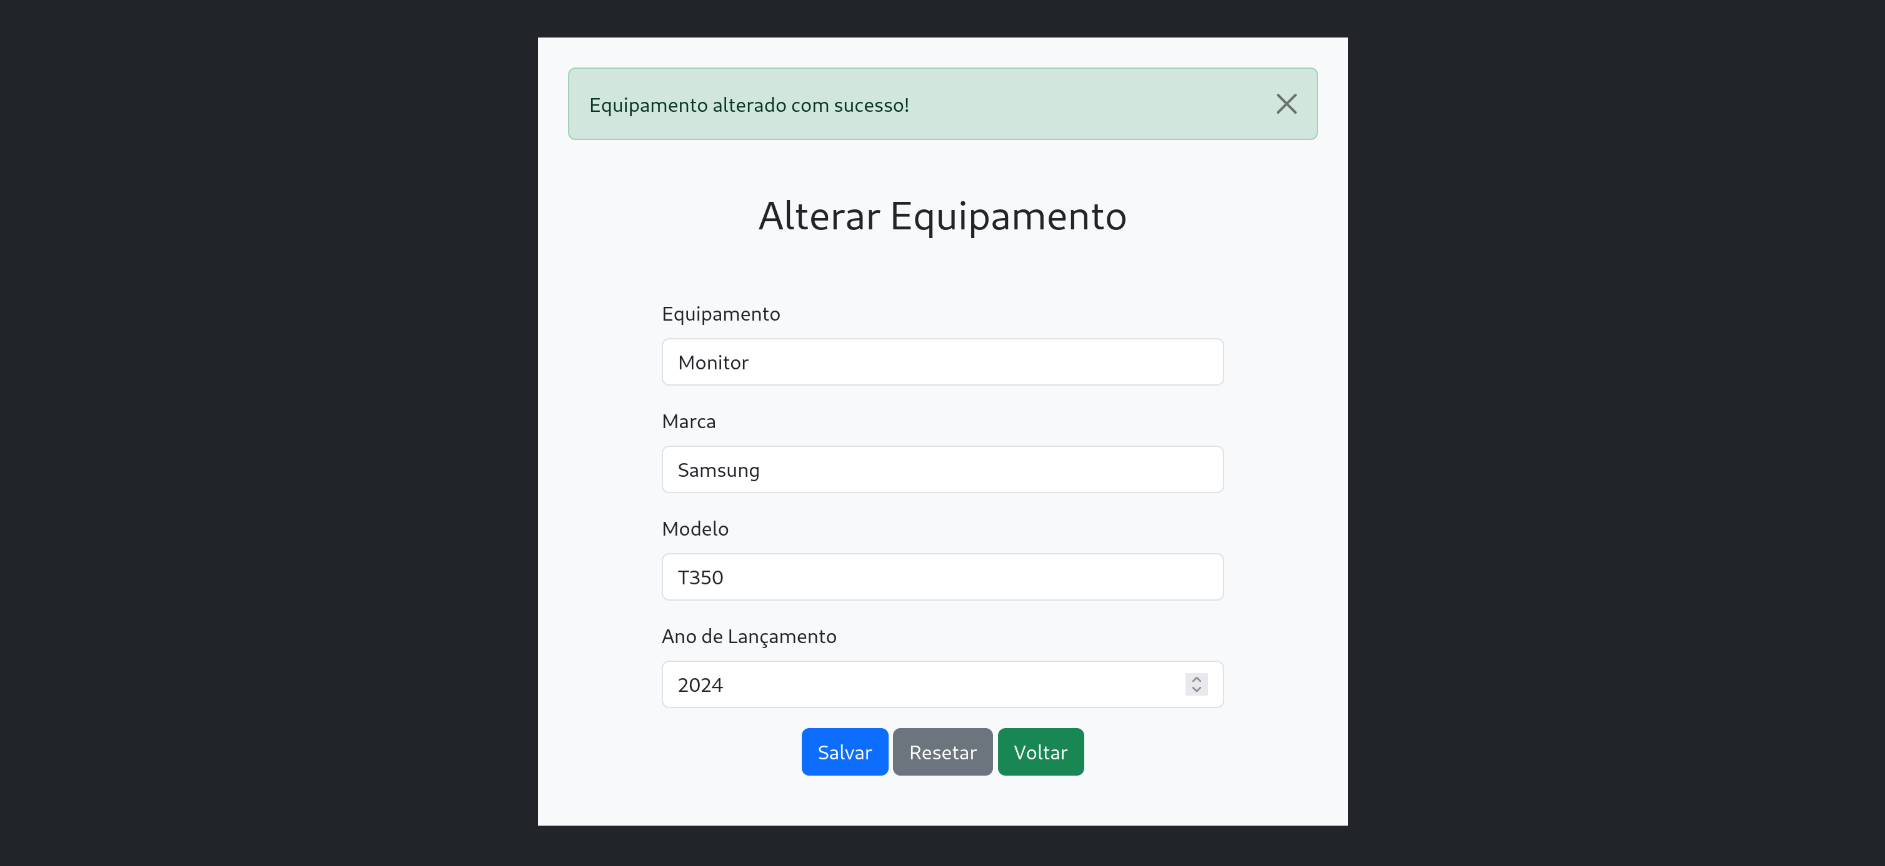 Equipamento alterado com sucesso!
Alterar Equipamento
Equipamento
Monitor
Marca
Samsung
Modelo
T350
Ano de Lançamento
2024
Salvar Resetar Voltar